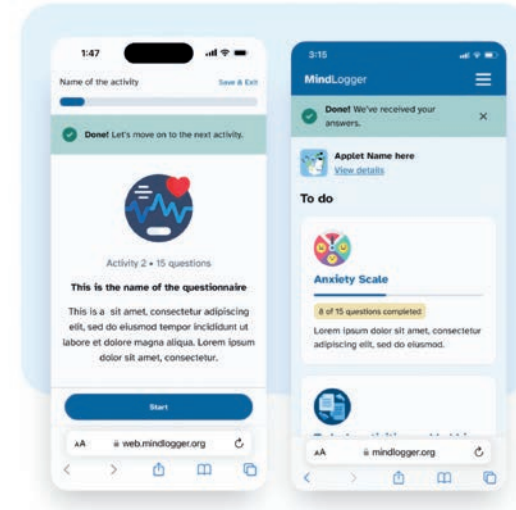 1:47
Name of the activity
Save & Exit
Done! Let's move on to the next activity.
Activity 2 • 15 questions
This is the name of the questionnaire
This is a sit amet, consectetur adipiscing
elit, sed do eiusmod tempor incididunt ut
labore et dolore magna aliqua. Lorem ipsum
dolor sit amet, consectetur.
Start
AA
web.mindlogger.org
3:15
MindLogger
Done! We've received your
answers.
Applet Name here
View details
To do
Anxiety Scale
8 of 15 questions completed
Lorem ipsum dolor sit amet, consectetur
adipiscing elit, sed do eiusmod.
AA
mindlogger.org